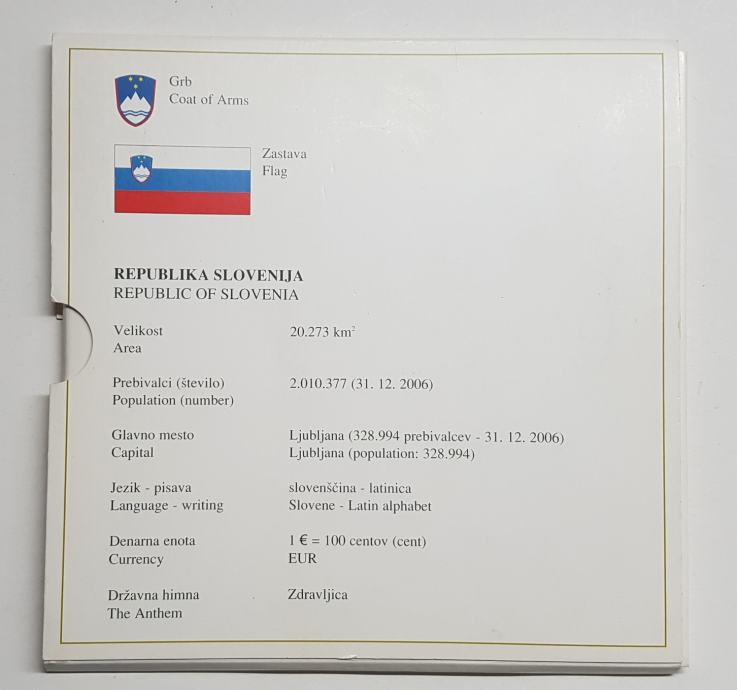 Grb
Coat of Arms
Zastava
Flag
REPUBLIKA SLOVENIJA
REPUBLIC OF SLOVENIA
Velikost 20.273 km²
Area
Prebivalci (število) 2.010.377 (31. 12. 2006)
Population (number)
Glavno mesto Ljubljana (328.994 prebivalcev - 31. 12. 2006)
Capital Ljubljana (population: 328.994)
Jezik - pisava slovenščina - latinica
Language - writing Slovene - Latin alphabet
Denarna enota 1 € = 100 centov (cent)
Currency EUR
Državna himna Zdravljica
The Anthem